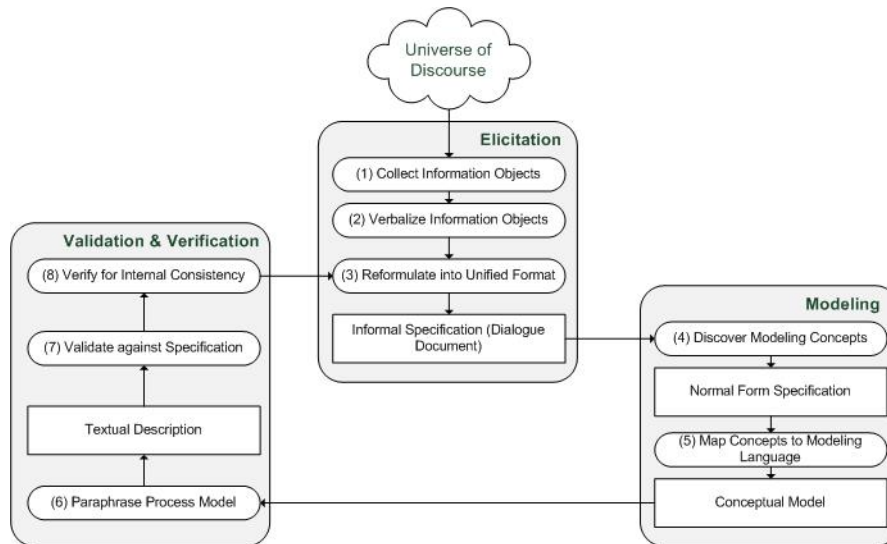 Universe of
Discourse
Elicitation
(1) Collect Information Objects
(2) Verbalize Information Objects
(3) Reformulate into Unified Format
Informal Specification (Dialogue
Document)
Modeling
(4) Discover Modeling Concepts
Normal Form Specification
(5) Map Concepts to Modeling
Language
Conceptual Model
Validation & Verification
(8) Verify for Internal Consistency
(7) Validate against Specification
Textual Description
(6) Paraphrase Process Model